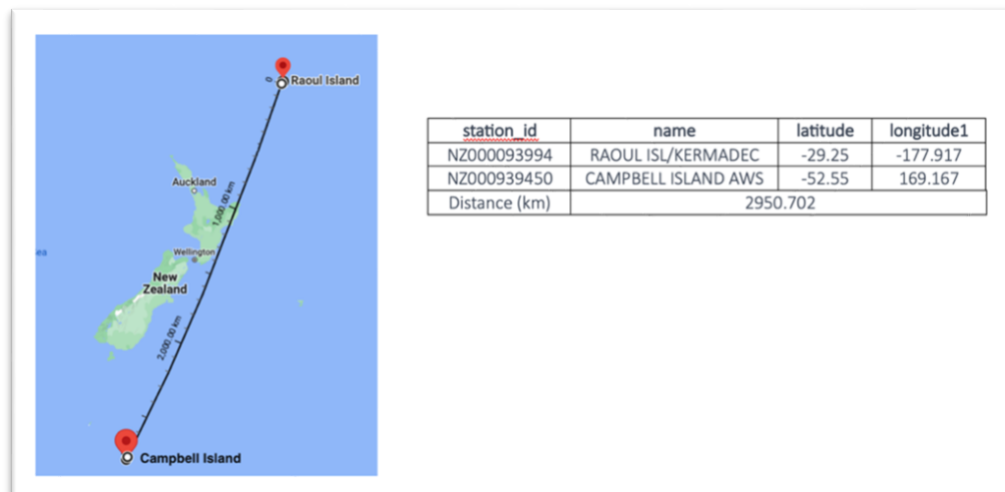 Raoul Island
Auckland
1,000.00 km
Wellington
ea
New
Zealand
2,000.00 km
Campbell Island
station_id name latitude longitude1
NZ000093994 RAOUL ISL/KERMADEC -29.25 -177.917
NZ000939450 CAMPBELL ISLAND AWS -52.55 169.167
Distance (km) 2950.702